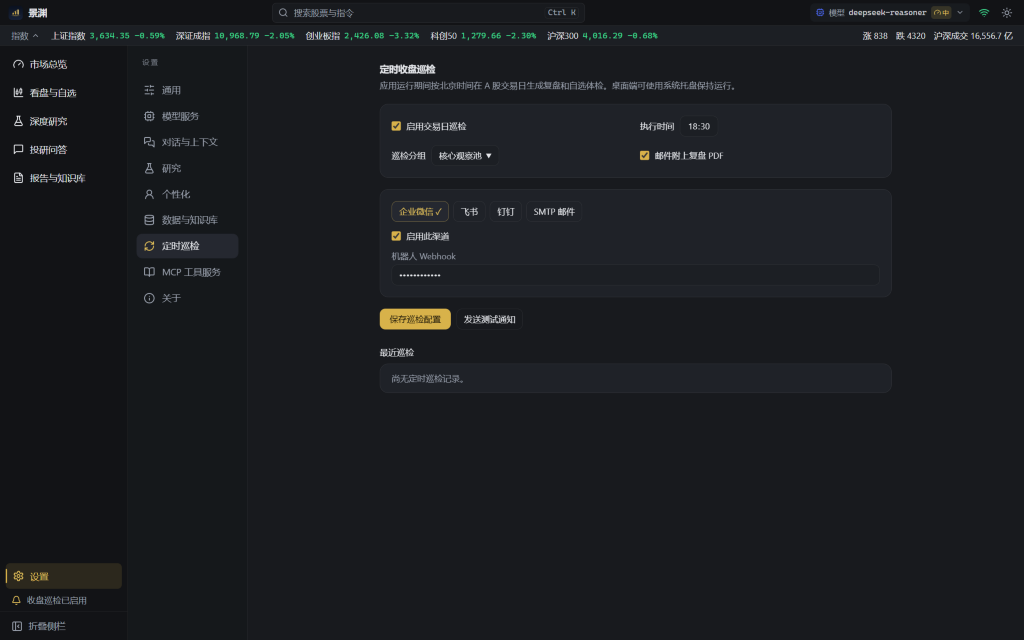 景渊
搜索股票与指令 Ctrl K
模型 deepseek-reasoner 中
指数 上证指数 3,634.35 -0.59% 深证成指 10,968.79 -2.05% 创业板指 2,426.08 -3.32% 科创50 1,279.66 -2.30% 沪深300 4,016.29 -0.68% 涨 838 跌 4320 沪深成交 16,556.7 亿
市场总览
看盘与自选
深度研究
投研问答
报告与知识库
设置
通用
模型服务
对话与上下文
研究
个性化
数据与知识库
定时巡检
MCP 工具服务
关于
定时收盘巡检
应用运行期间按北京时间在 A 股交易日生成复盘和自选体检。桌面端可使用系统托盘保持运行。
启用交易日巡检
执行时间 18:30
巡检分组 核心观察池 ▼
邮件附上复盘 PDF
企业微信 ✓ 飞书 钉钉 SMTP 邮件
启用此渠道
机器人 Webhook
••••••••••••
保存巡检配置 发送测试通知
最近巡检
尚无定时巡检记录。
设置
收盘巡检已启用
折叠侧栏